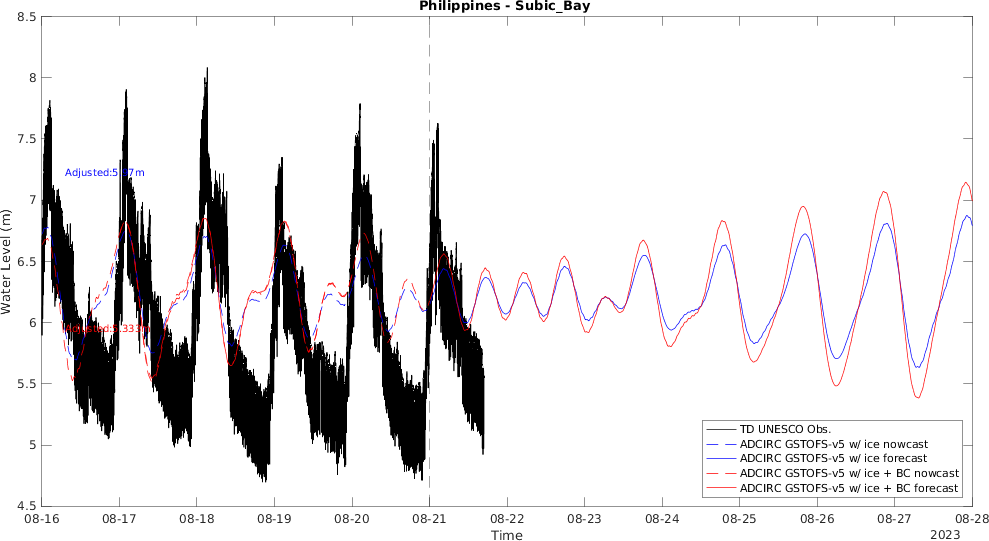 Philippines - Subic_Bay
8.5
8
7.5
7
6.5
6
5.5
5
4.5
Water Level (m)
08-16 08-17 08-18 08-19 08-20 08-21 08-22 08-23 08-24 08-25 08-26 08-27 08-28
Time
2023
TD UNESCO Obs.
ADCIRC GSTOFS-v5 w/ ice nowcast
ADCIRC GSTOFS-v5 w/ ice forecast
ADCIRC GSTOFS-v5 w/ ice + BC nowcast
ADCIRC GSTOFS-v5 w/ ice + BC forecast